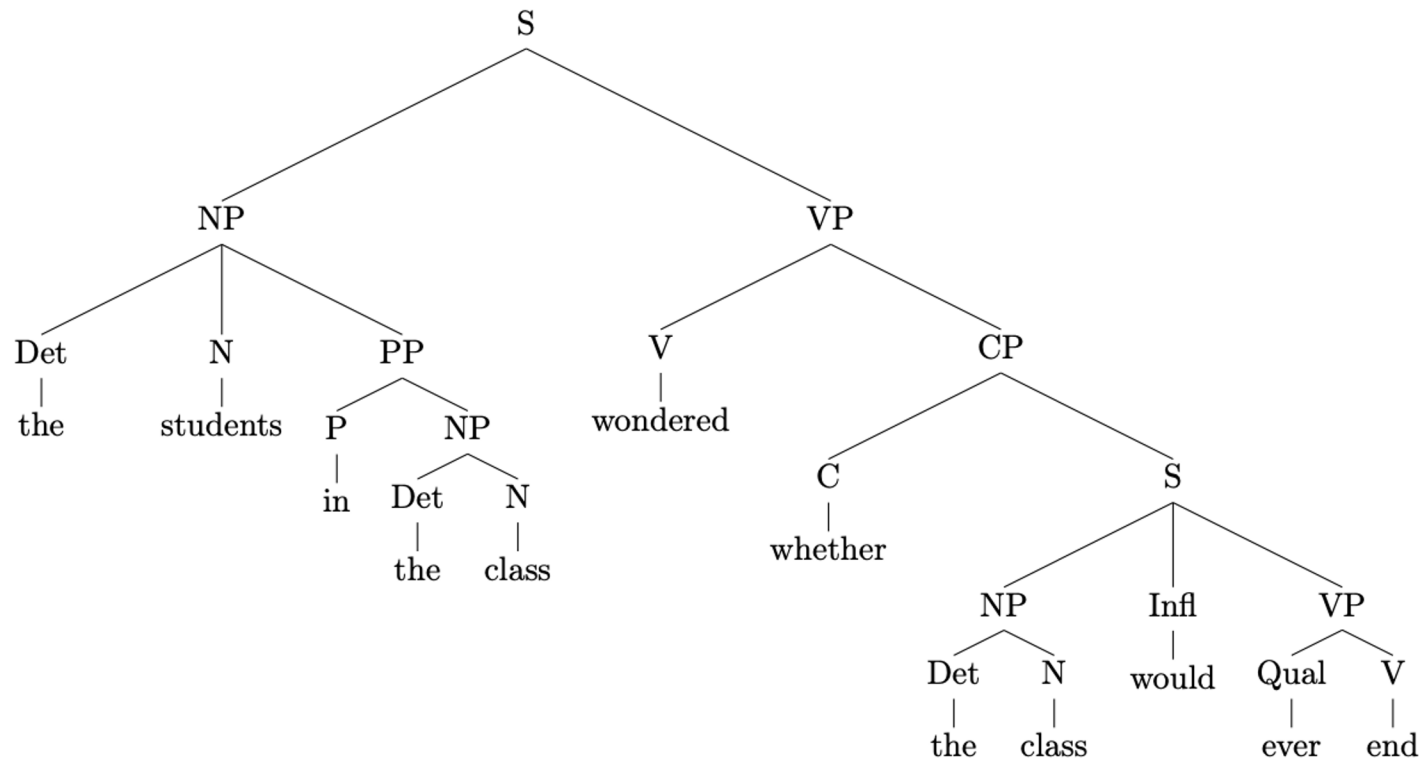 S
NP VP
Det N PP V CP
the students P NP wondered
in Det N C S
the class whether
NP Infl VP
Det N would Qual V
the class ever end